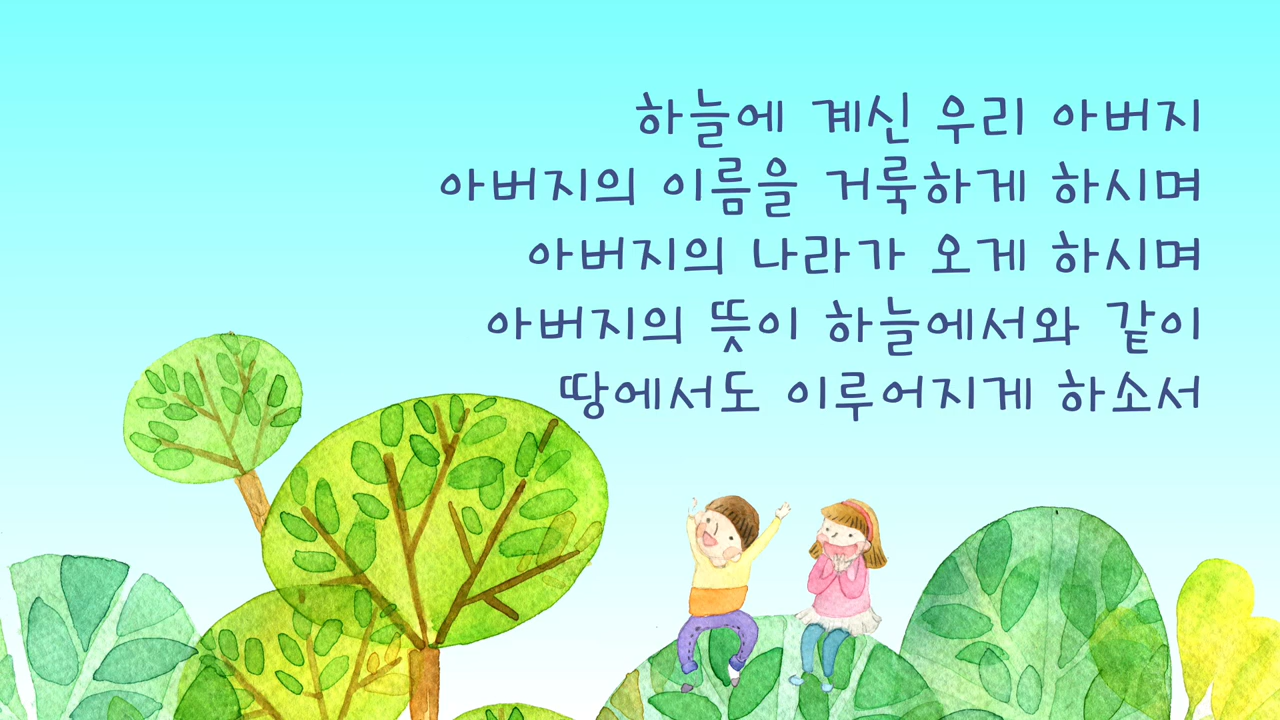 하늘에 계신 우리 아버지
아버지의 이름을 거룩하게 하시며
아버지의 나라가 오게 하시며
아버지의 뜻이 하늘에서와 같이
땅에서도 이루어지게 하소서